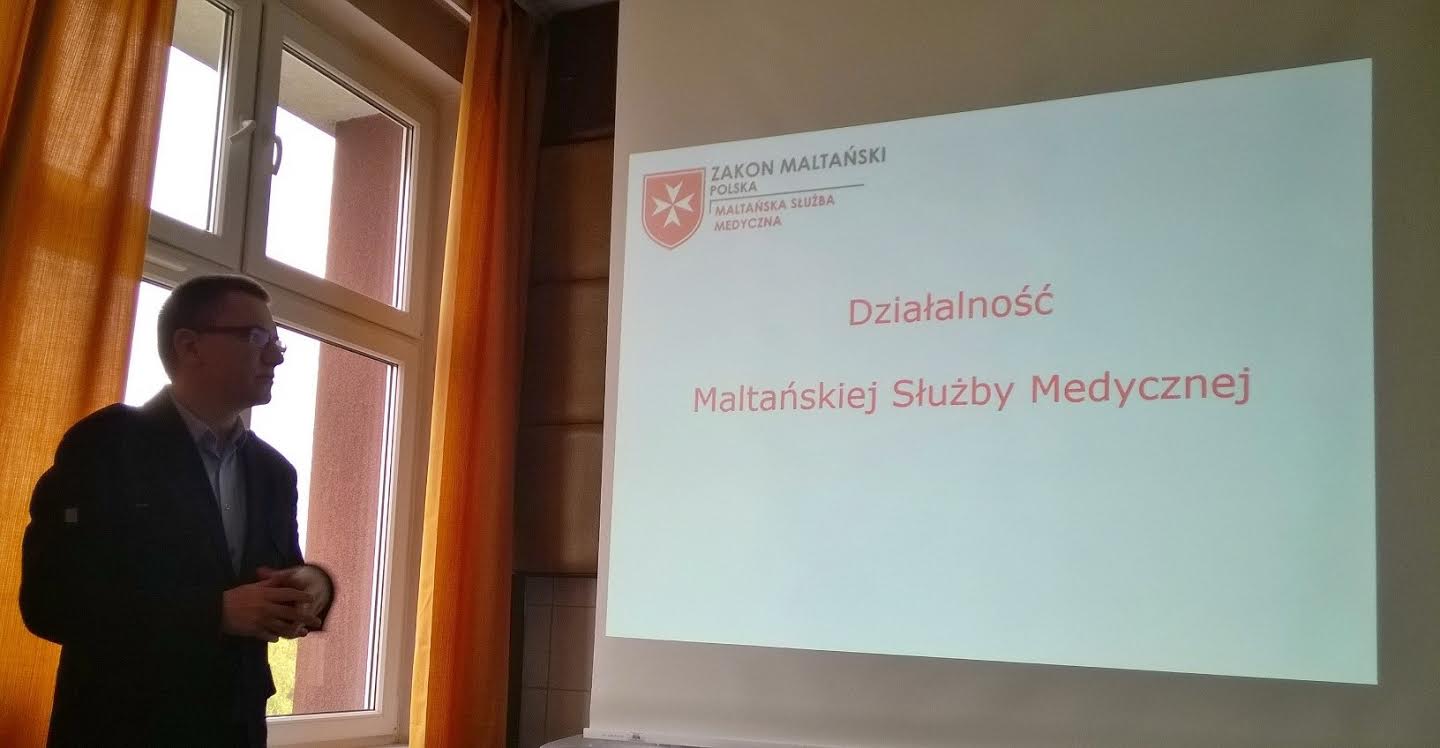 ZAKON MALTAŃSKI
POLSKA
MALTAŃSKA SŁUŻBA
MEDYCZNA
Działalność
Maltańskiej Służby Medycznej